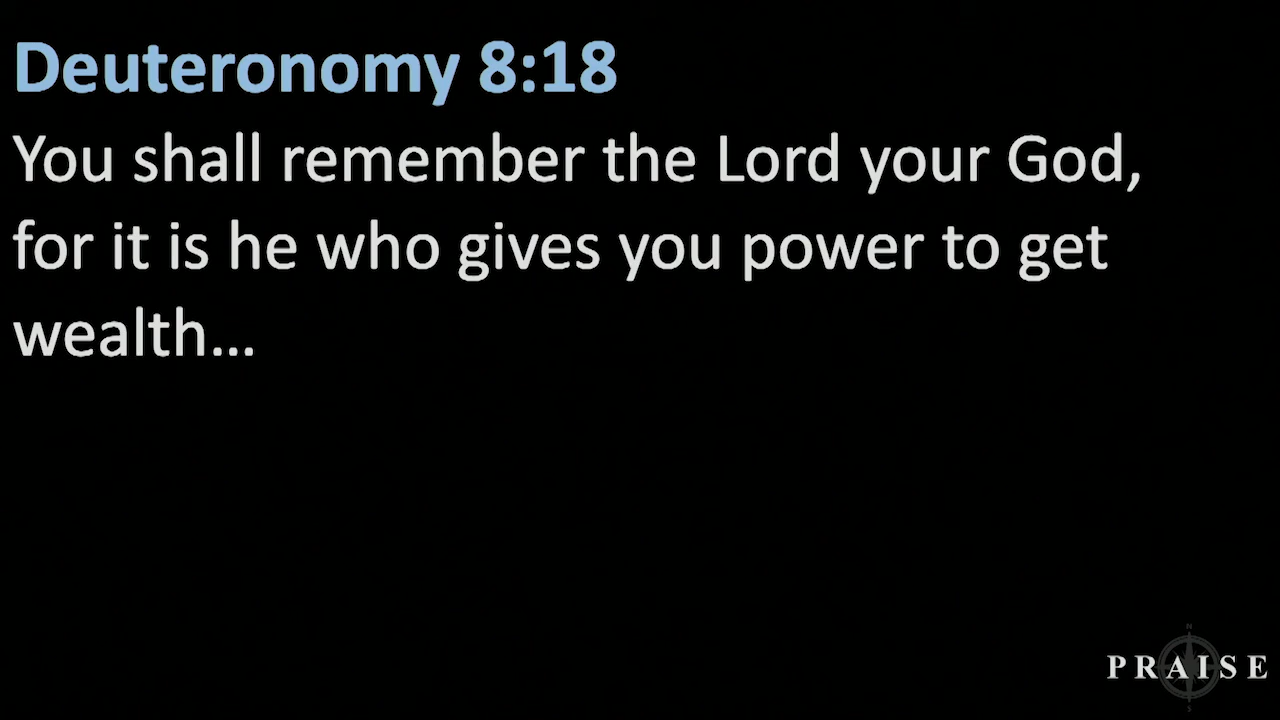 Deuteronomy 8:18
You shall remember the Lord your God,
for it is he who gives you power to get
wealth…
N
PRAISE
S